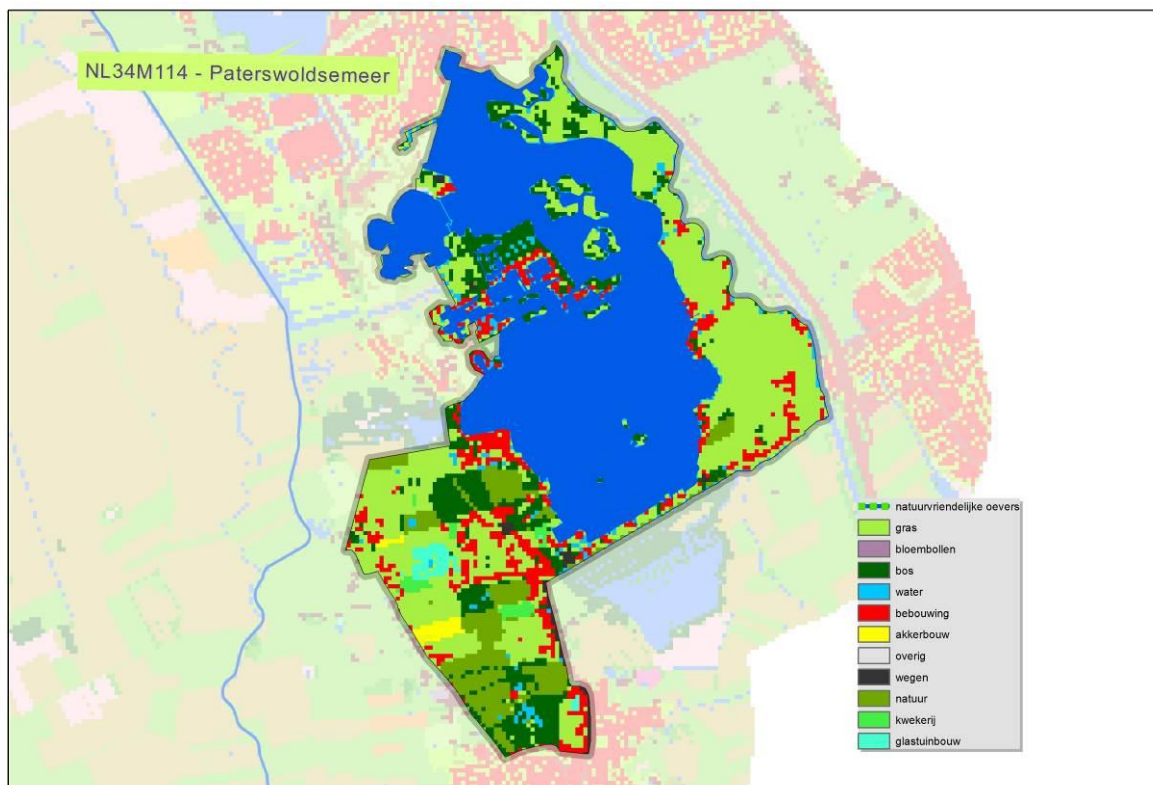 NL34M114 - Paterswoldsemeer
natuurvriendelijke oevers
gras
bloembollen
bos
water
bebouwing
akkerbouw
overig
wegen
natuur
kwekerij
glastuinbouw